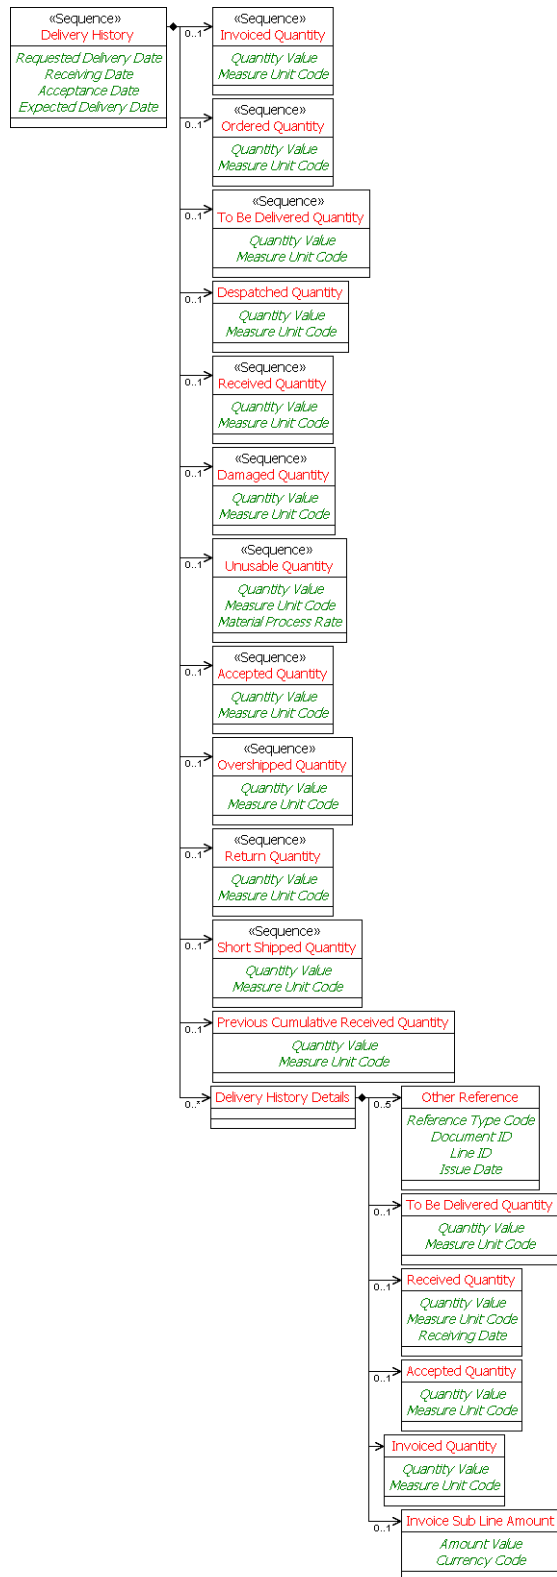 «Sequence»
Delivery History
Requested Delivery Date
Receiving Date
Acceptance Date
Expected Delivery Date
0..1
«Sequence»
Invoiced Quantity
Quantity Value
Measure Unit Code
0..1
«Sequence»
Ordered Quantity
Quantity Value
Measure Unit Code
0..1
«Sequence»
To Be Delivered Quantity
Quantity Value
Measure Unit Code
0..1
Despatched Quantity
Quantity Value
Measure Unit Code
0..1
«Sequence»
Received Quantity
Quantity Value
Measure Unit Code
0..1
«Sequence»
Damaged Quantity
Quantity Value
Measure Unit Code
0..1
«Sequence»
Unusable Quantity
Quantity Value
Measure Unit Code
Material Process Rate
0..1
«Sequence»
Accepted Quantity
Quantity Value
Measure Unit Code
0..1
«Sequence»
Overshipped Quantity
Quantity Value
Measure Unit Code
0..1
«Sequence»
Return Quantity
Quantity Value
Measure Unit Code
0..1
«Sequence»
Short Shipped Quantity
Quantity Value
Measure Unit Code
0..1
Previous Cumulative Received Quantity
Quantity Value
Measure Unit Code
0..*
Delivery History Details
0..5
Other Reference
Reference Type Code
Document ID
Line ID
Issue Date
0..1
To Be Delivered Quantity
Quantity Value
Measure Unit Code
0..1
Received Quantity
Quantity Value
Measure Unit Code
Receiving Date
0..1
Accepted Quantity
Quantity Value
Measure Unit Code
Invoiced Quantity
Quantity Value
Measure Unit Code
0..1
Invoice Sub Line Amount
Amount Value
Currency Code